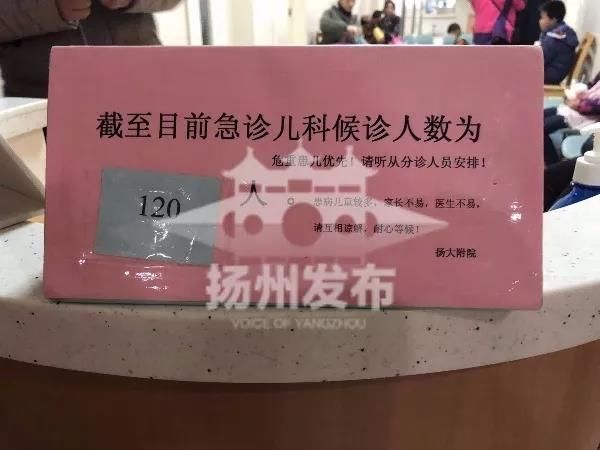 截至目前急诊儿科候诊人数为
危重患儿优先！请听从分诊人员安排！
120 人。
患病儿童较多，家长不易，医生不易，
请互相谅解，耐心等候！
扬大附院
扬州发布
VOICE OF YANGZHOU